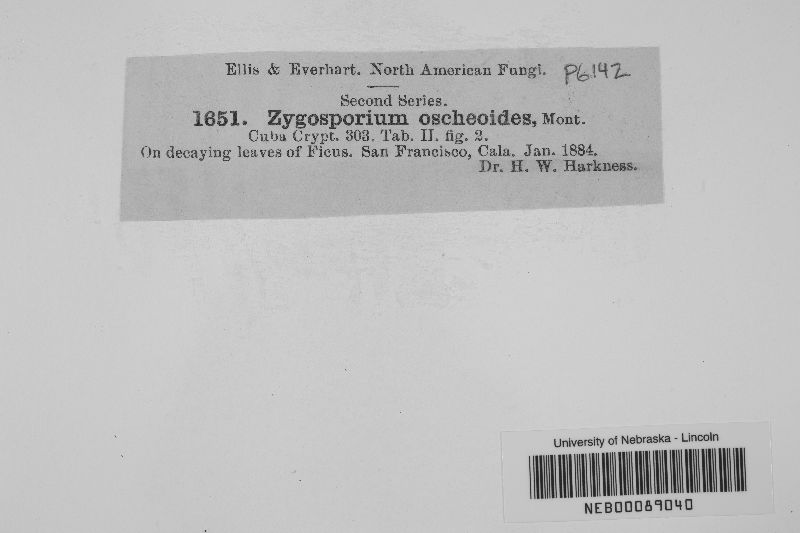 Ellis & Everhart. North American Fungi. P6142
Second Series.
1651. Zygosporium oscheoides, Mont.
Cuba Crypt. 303. Tab. II. fig. 2.
On decaying leaves of Ficus. San Francisco, Cala. Jan. 1884.
Dr. H. W. Harkness.
University of Nebraska - Lincoln
NEB00089040